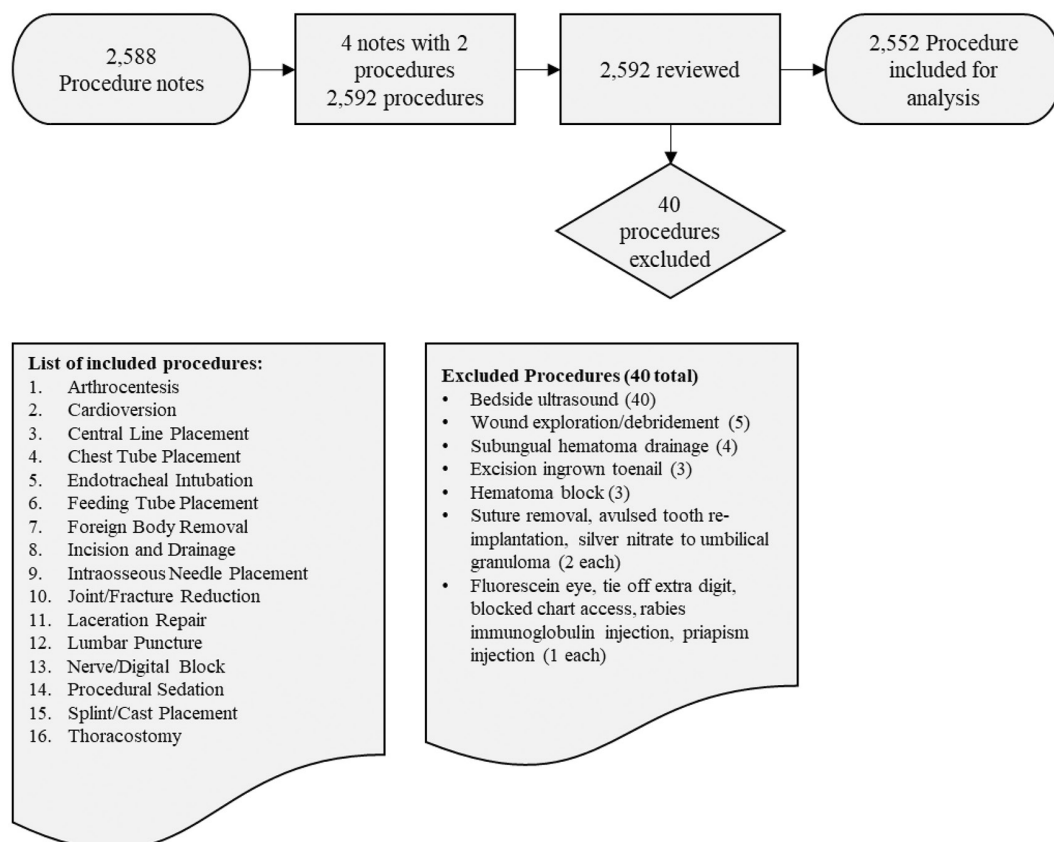 2,588
Procedure notes
4 notes with 2
procedures
2,592 procedures
2,592 reviewed
2,552 Procedure
included for
analysis
40
procedures
excluded
List of included procedures:
1. Arthrocentesis
2. Cardioversion
3. Central Line Placement
4. Chest Tube Placement
5. Endotracheal Intubation
6. Feeding Tube Placement
7. Foreign Body Removal
8. Incision and Drainage
9. Intraosseous Needle Placement
10. Joint/Fracture Reduction
11. Laceration Repair
12. Lumbar Puncture
13. Nerve/Digital Block
14. Procedural Sedation
15. Splint/Cast Placement
16. Thoracostomy
Excluded Procedures (40 total)
• Bedside ultrasound (40)
• Wound exploration/debridement (5)
• Subungual hematoma drainage (4)
• Excision ingrown toenail (3)
• Hematoma block (3)
• Suture removal, avulsed tooth re-
implantation, silver nitrate to umbilical
granuloma (2 each)
• Fluorescein eye, tie off extra digit,
blocked chart access, rabies
immunoglobulin injection, priapism
injection (1 each)